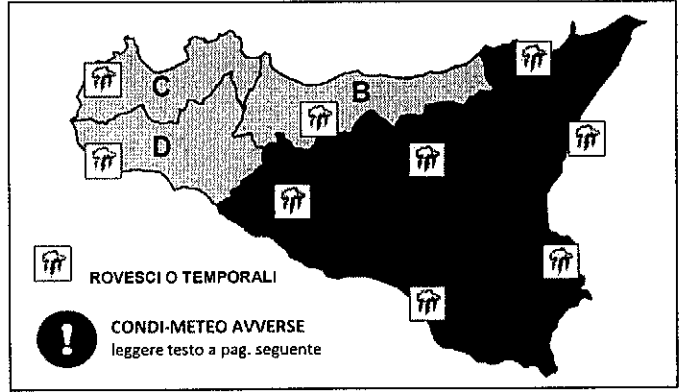 C
B
D
ROVESCI O TEMPORALI
!
CONDI-METEO AVVERSE
leggere testo a pag. seguente